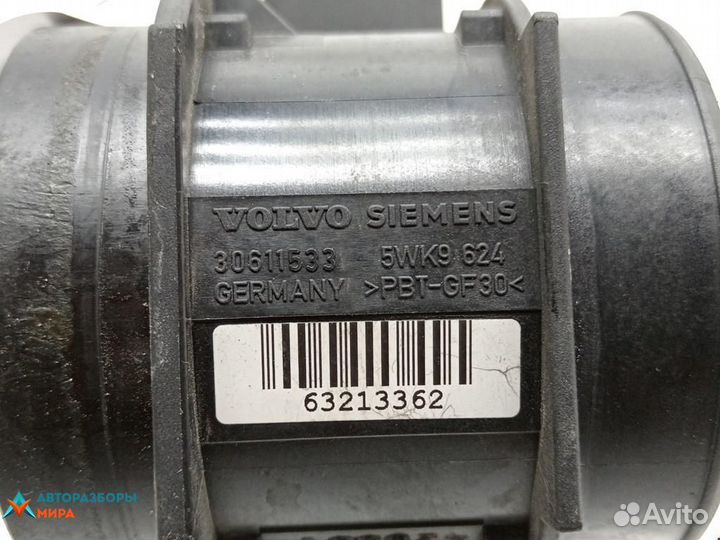 VOLVO SIEMENS
30611533 5WK9 624
GERMANY >PBT-GF30<
63213362
АВТОРАЗБОРЫ
МИРА
Avito